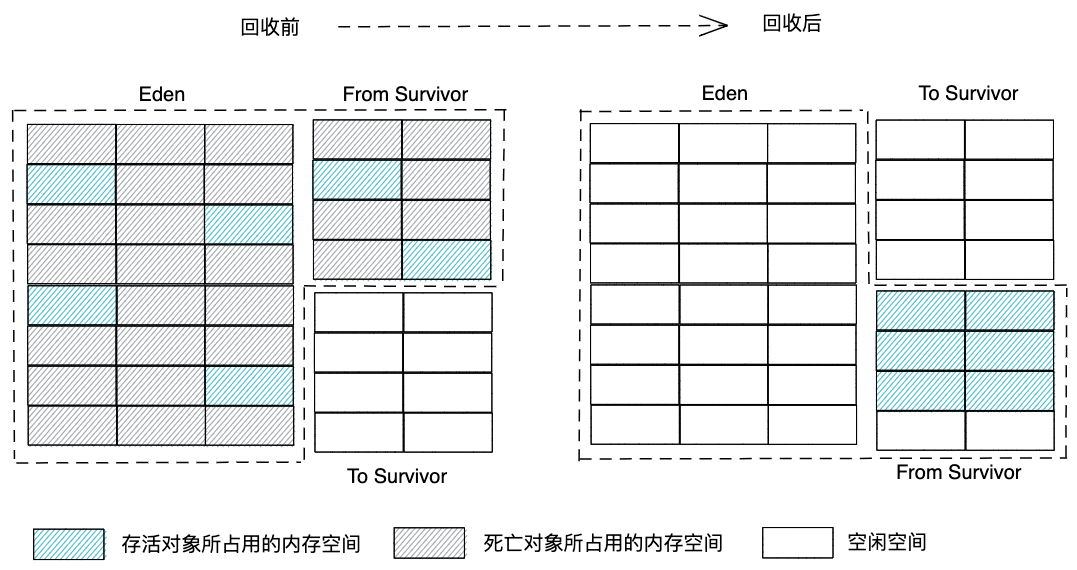 回收前
回收后
Eden
From Survivor
Eden
To Survivor
To Survivor
From Survivor
存活对象所占用的内存空间
死亡对象所占用的内存空间
空闲空间